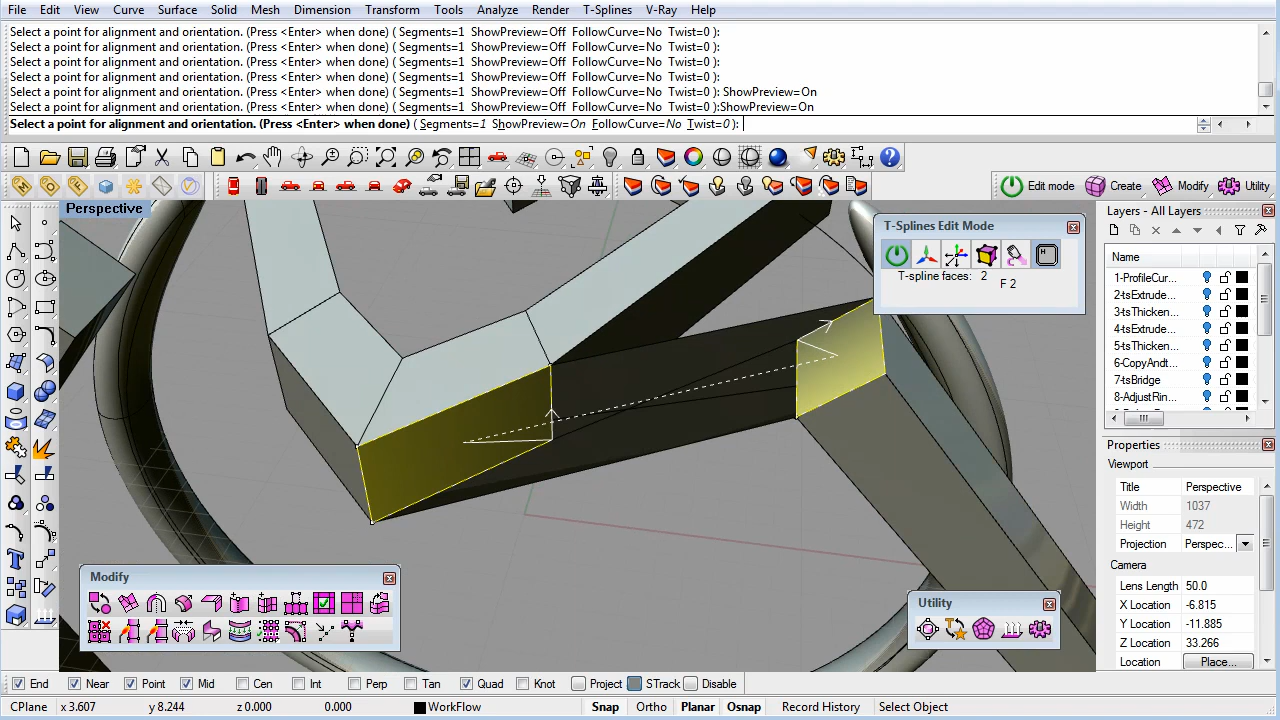 File Edit View Curve Surface Solid Mesh Dimension Transform Tools Analyze Render T-Splines V-Ray Help
Select a point for alignment and orientation. (Press <Enter> when done) ( Segments=1 ShowPreview=Off FollowCurve=No Twist=0 ):
Select a point for alignment and orientation. (Press <Enter> when done) ( Segments=1 ShowPreview=Off FollowCurve=No Twist=0 ):
Select a point for alignment and orientation. (Press <Enter> when done) ( Segments=1 ShowPreview=Off FollowCurve=No Twist=0 ):
Select a point for alignment and orientation. (Press <Enter> when done) ( Segments=1 ShowPreview=Off FollowCurve=No Twist=0 ):
Select a point for alignment and orientation. (Press <Enter> when done) ( Segments=1 ShowPreview=Off FollowCurve=No Twist=0 ): ShowPreview=On
Select a point for alignment and orientation. (Press <Enter> when done) ( Segments=1 ShowPreview=Off FollowCurve=No Twist=0 ):ShowPreview=On
Select a point for alignment and orientation. (Press <Enter> when done) ( Segments=1 ShowPreview=On FollowCurve=No Twist=0 ):
Edit mode Create Modify Utility
Perspective
Layers - All Layers
T-Splines Edit Mode
Name
T-spline faces: 2
F 2
1-ProfileCur...
2-tsExtrude...
3-tsThicken...
4-tsExtrude...
5-tsThicken...
6-CopyAndt...
7-tsBridge
8-AdjustRin...
Properties
Viewport
Title Perspective
Width 1037
Height 472
Projection Perspec...
Camera
Lens Length 50.0
X Location -6.815
Y Location -11.885
Z Location 33.266
Location Place...
Modify
Utility
End Near Point Mid Cen Int Perp Tan Quad Knot Project STrack Disable
CPlane x 3.607 y 8.244 z 0.000 0.000 WorkFlow Snap Ortho Planar Osnap Record History Select Object